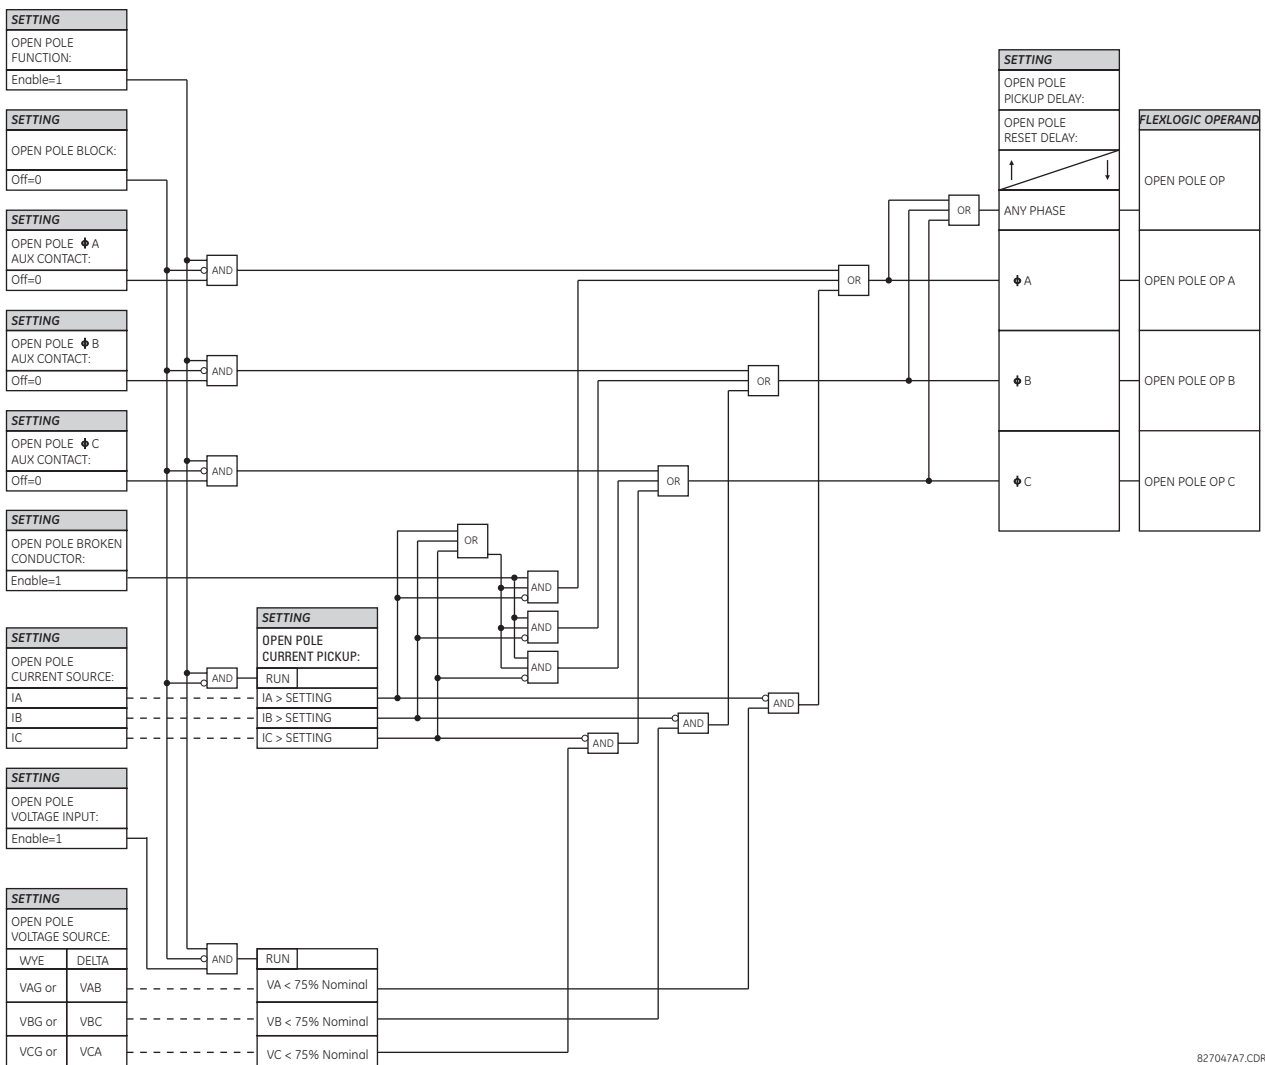 SETTING
OPEN POLE
FUNCTION:
Enable=1
SETTING
OPEN POLE BLOCK:
Off=0
SETTING
OPEN POLE ɸ A
AUX CONTACT:
Off=0
SETTING
OPEN POLE ɸ B
AUX CONTACT:
Off=0
SETTING
OPEN POLE ɸ C
AUX CONTACT:
Off=0
SETTING
OPEN POLE BROKEN
CONDUCTOR:
Enable=1
SETTING
OPEN POLE
CURRENT SOURCE:
IA
IB
IC
SETTING
OPEN POLE
VOLTAGE INPUT:
Enable=1
SETTING
OPEN POLE
VOLTAGE SOURCE:
WYE DELTA
VAG or VAB
VBG or VBC
VCG or VCA
AND
AND
AND
AND
AND
SETTING
OPEN POLE
CURRENT PICKUP:
RUN
IA > SETTING
IB > SETTING
IC > SETTING
RUN
VA < 75% Nominal
VB < 75% Nominal
VC < 75% Nominal
OR
AND
AND
AND
AND
AND
AND
OR
OR
OR
OR
SETTING
OPEN POLE
PICKUP DELAY:
OPEN POLE
RESET DELAY:
ANY PHASE
ɸ A
ɸ B
ɸ C
FLEXLOGIC OPERAND
OPEN POLE OP
OPEN POLE OP A
OPEN POLE OP B
OPEN POLE OP C
827047A7.CDR